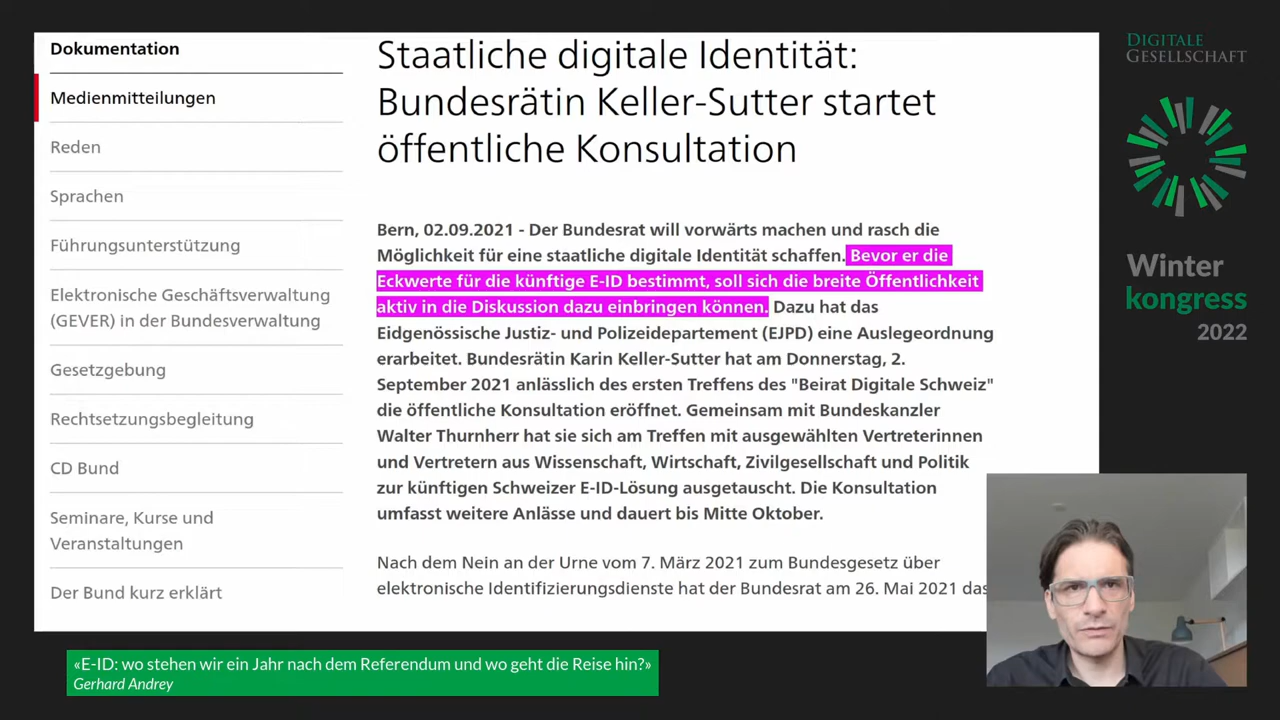 Dokumentation
Medienmitteilungen
Reden
Sprachen
Führungsunterstützung
Elektronische Geschäftsverwaltung
(GEVER) in der Bundesverwaltung
Gesetzgebung
Rechtsetzungsbegleitung
CD Bund
Seminare, Kurse und
Veranstaltungen
Der Bund kurz erklärt
Staatliche digitale Identität:
Bundesrätin Keller-Sutter startet
öffentliche Konsultation
Bern, 02.09.2021 - Der Bundesrat will vorwärts machen und rasch die
Möglichkeit für eine staatliche digitale Identität schaffen. Bevor er die
Eckwerte für die künftige E-ID bestimmt, soll sich die breite Öffentlichkeit
aktiv in die Diskussion dazu einbringen können. Dazu hat das
Eidgenössische Justiz- und Polizeidepartement (EJPD) eine Auslegeordnung
erarbeitet. Bundesrätin Karin Keller-Sutter hat am Donnerstag, 2.
September 2021 anlässlich des ersten Treffens des "Beirat Digitale Schweiz"
die öffentliche Konsultation eröffnet. Gemeinsam mit Bundeskanzler
Walter Thurnherr hat sie sich am Treffen mit ausgewählten Vertreterinnen
und Vertretern aus Wissenschaft, Wirtschaft, Zivilgesellschaft und Politik
zur künftigen Schweizer E-ID-Lösung ausgetauscht. Die Konsultation
umfasst weitere Anlässe und dauert bis Mitte Oktober.
Nach dem Nein an der Urne vom 7. März 2021 zum Bundesgesetz über
elektronische Identifizierungsdienste hat der Bundesrat am 26. Mai 2021 das
DIGITALE
GESELLSCHAFT
Winter
kongress
2022
«E-ID: wo stehen wir ein Jahr nach dem Referendum und wo geht die Reise hin?»
Gerhard Andrey